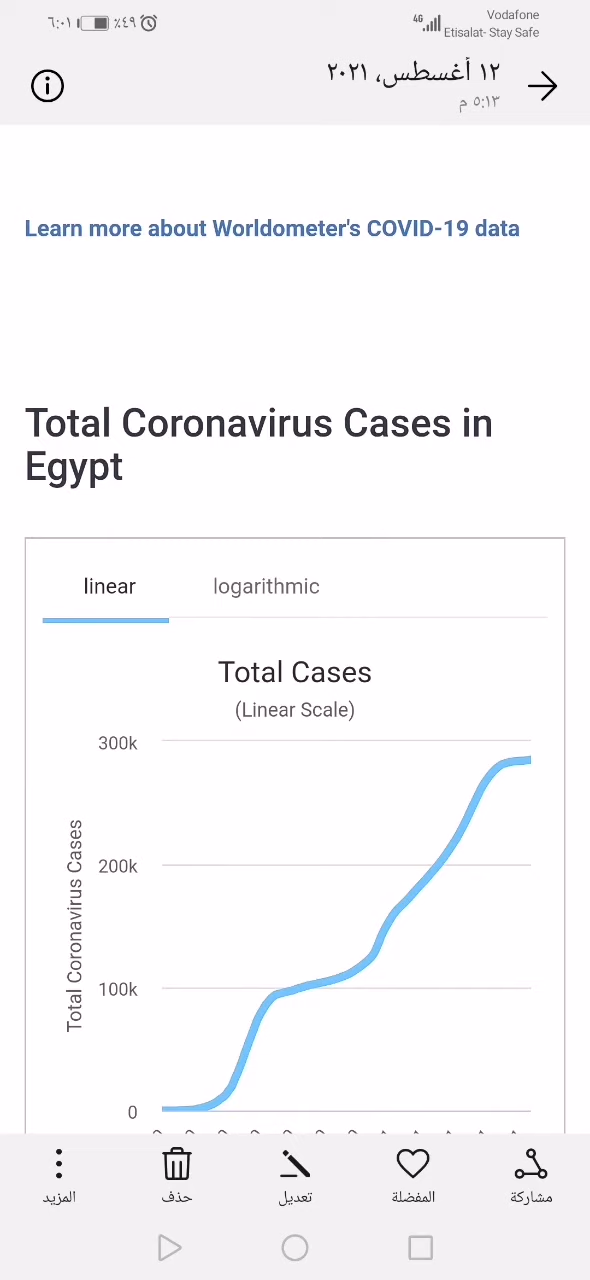 ٦:٠١ ٪٤٩ 4G Vodafone
Etisalat- Stay Safe
١٢ أغسطس، ٢٠٢١
٥:١٣ م
Learn more about Worldometer's COVID-19 data
Total Coronavirus Cases in
Egypt
linear logarithmic
Total Cases
(Linear Scale)
Total Coronavirus Cases
300k
200k
100k
0
المزيد حذف تعديل المفضلة مشاركة